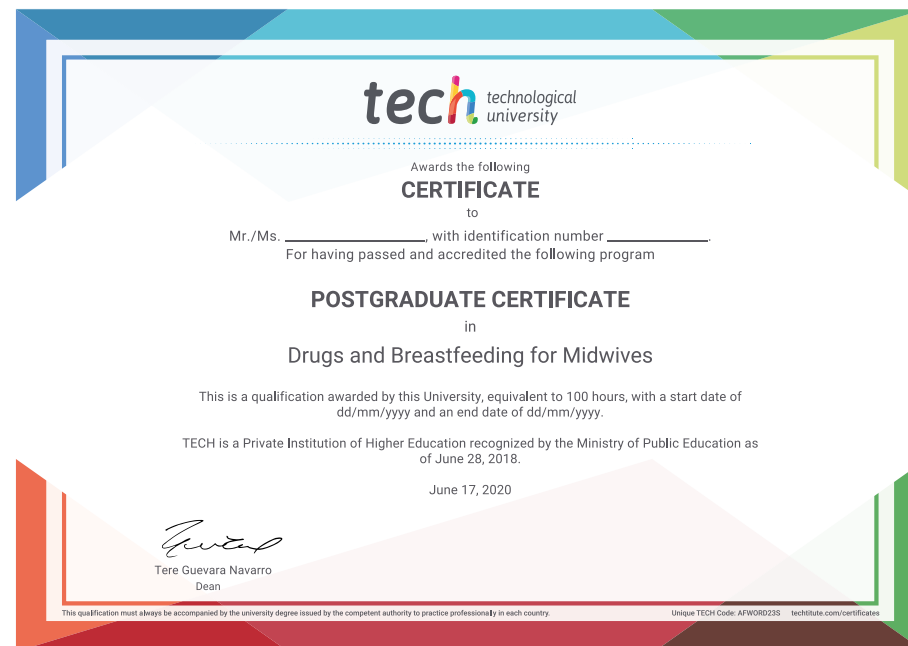 tech technological
university
Awards the following
CERTIFICATE
to
Mr./Ms. ____________, with identification number _________.
For having passed and accredited the following program
POSTGRADUATE CERTIFICATE
in
Drugs and Breastfeeding for Midwives
This is a qualification awarded by this University, equivalent to 100 hours, with a start date of
dd/mm/yyyy and an end date of dd/mm/yyyy.
TECH is a Private Institution of Higher Education recognized by the Ministry of Public Education as
of June 28, 2018.
June 17, 2020
Tere Guevara Navarro
Dean
This qualification must always be accompanied by the university degree issued by the competent authority to practice professionally in each country. Unique TECH Code: AFWORD23S techtitute.com/certificates